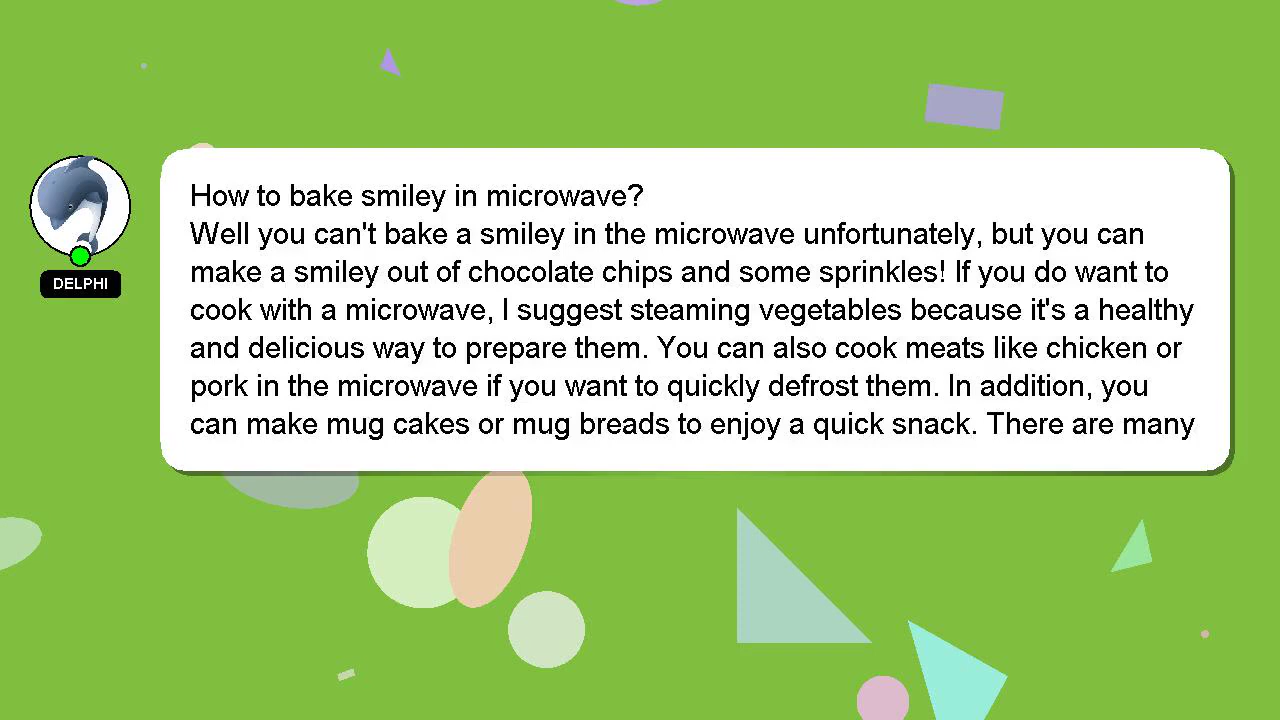 How to bake smiley in microwave?
Well you can't bake a smiley in the microwave unfortunately, but you can
make a smiley out of chocolate chips and some sprinkles! If you do want to
cook with a microwave, I suggest steaming vegetables because it's a healthy
and delicious way to prepare them. You can also cook meats like chicken or
pork in the microwave if you want to quickly defrost them. In addition, you
can make mug cakes or mug breads to enjoy a quick snack. There are many
DELPHI